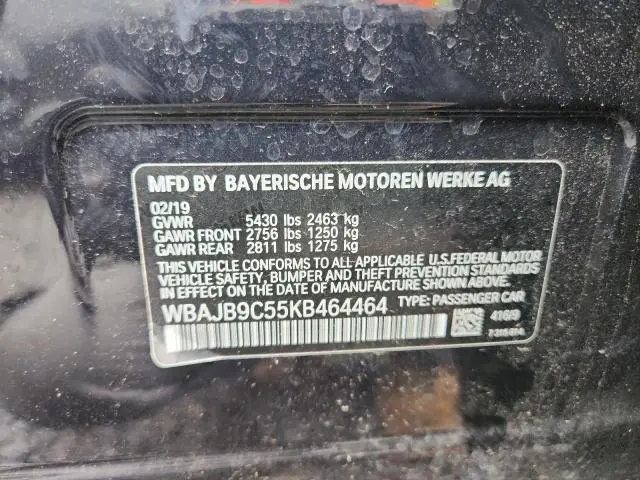 MFD BY BAYERISCHE MOTOREN WERKE AG
02/19
GVWR 5430 lbs 2463 kg
GAWR FRONT 2756 lbs 1250 kg
GAWR REAR 2811 lbs 1275 kg
THIS VEHICLE CONFORMS TO ALL APPLICABLE U.S.FEDERAL MOTOR
VEHICLE SAFETY, BUMPER AND THEFT PREVENTION
STANDARDS IN EFFECT ON THE DATE OF MANUFACTURE SHOWN ABOVE.
WBAJB9C55KB464464 TYPE: PASSENGER CAR
416/9